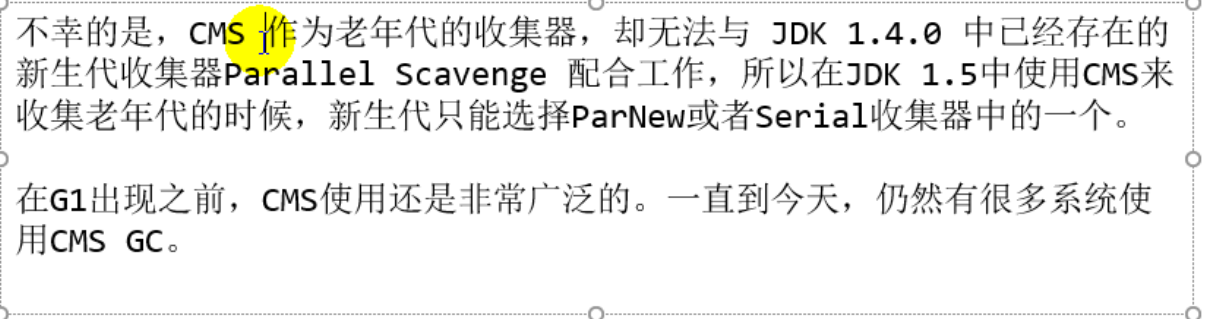 不幸的是，CMS 作为老年代的收集器，却无法与 JDK 1.4.0 中已经存在的
新生代收集器Parallel Scavenge 配合工作，所以在JDK 1.5中使用CMS来
收集老年代的时候，新生代只能选择ParNew或者Serial收集器中的一个。
在G1出现之前，CMS使用还是非常广泛的。一直到今天，仍然有很多系统使
用CMS GC。